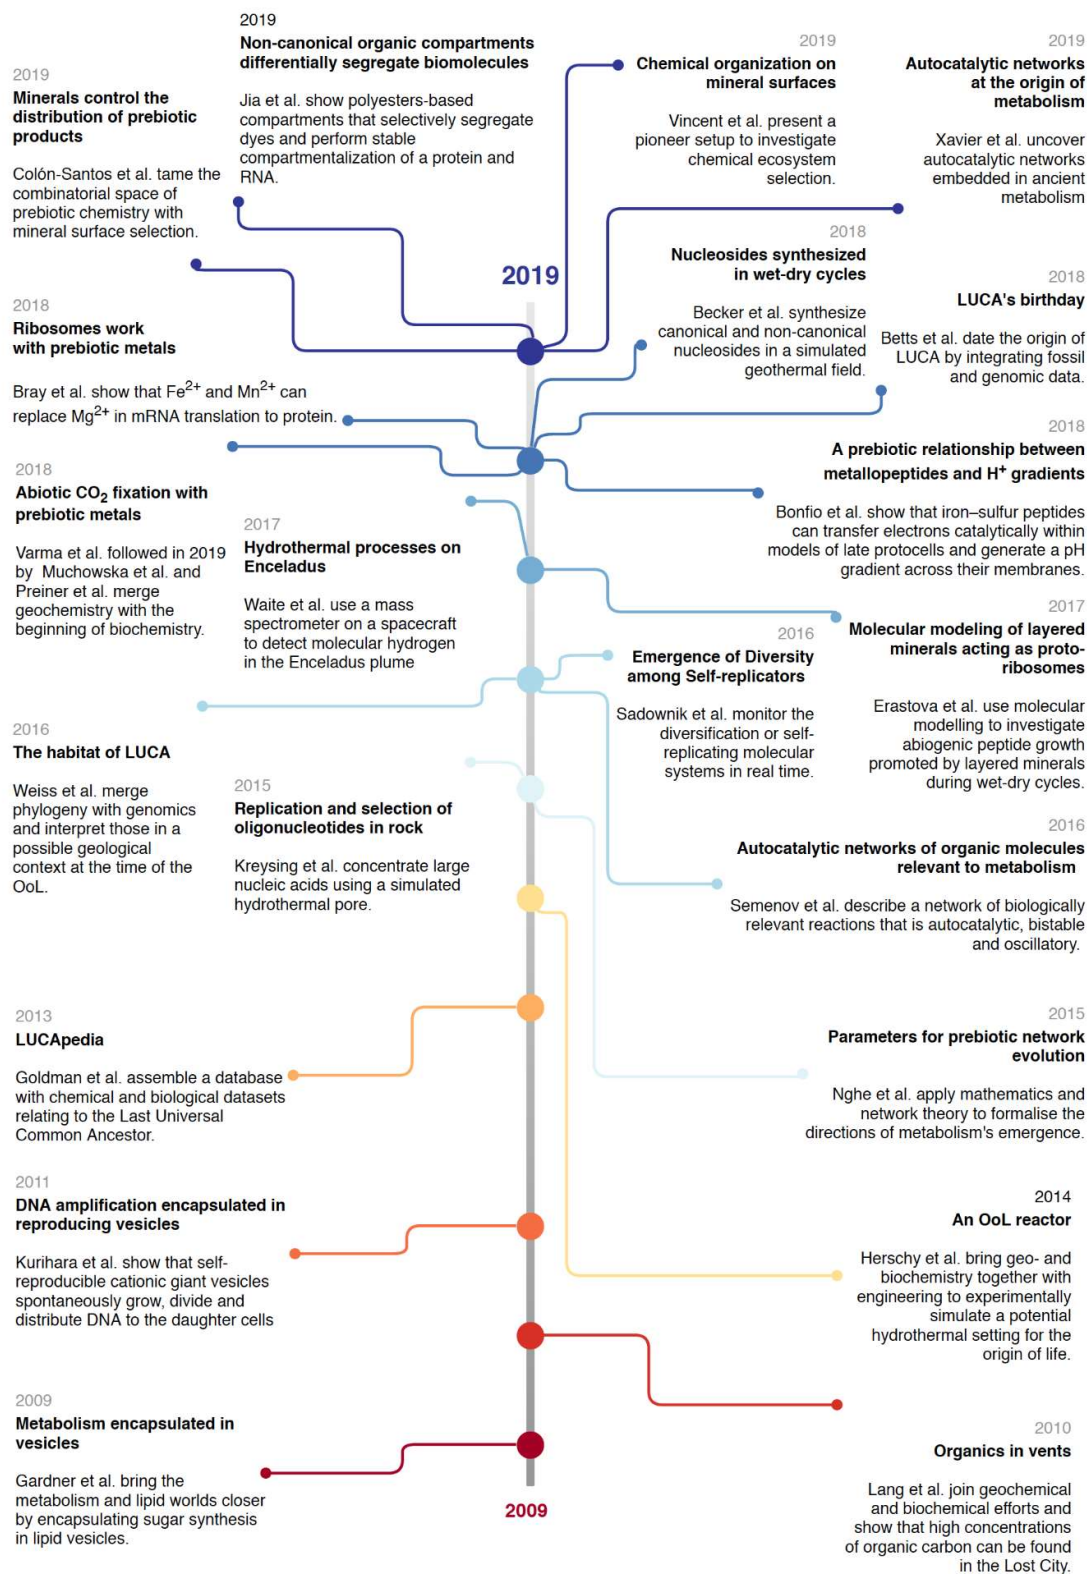 2019
Non-canonical organic compartments
differentially segregate biomolecules
Jia et al. show polyesters-based
compartments that selectively segregate
dyes and perform stable
compartmentalization of a protein and
RNA.
2019
Chemical organization on
mineral surfaces
Vincent et al. present a
pioneer setup to investigate
chemical ecosystem
selection.
2019
Autocatalytic networks
at the origin of
metabolism
Xavier et al. uncover
autocatalytic networks
embedded in ancient
metabolism
2019
Minerals control the
distribution of prebiotic
products
Colón-Santos et al. tame the
combinatorial space of
prebiotic chemistry with
mineral surface selection.
2019
2018
Nucleosides synthesized
in wet-dry cycles
Becker et al. synthesize
canonical and non-canonical
nucleosides in a simulated
geothermal field.
2018
LUCA's birthday
Betts et al. date the origin of
LUCA by integrating fossil
and genomic data.
2018
Ribosomes work
with prebiotic metals
Bray et al. show that Fe²⁺ and Mn²⁺ can
replace Mg²⁺ in mRNA translation to protein.
2018
A prebiotic relationship between
metallopeptides and H⁺ gradients
Bonfio et al. show that iron–sulfur peptides
can transfer electrons catalytically within
models of late protocells and generate a pH
gradient across their membranes.
2018
Abiotic CO₂ fixation with
prebiotic metals
Varma et al. followed in 2019
by Muchowska et al. and
Preiner et al. merge
geochemistry with the
beginning of biochemistry.
2017
Hydrothermal processes on
Enceladus
Waite et al. use a mass
spectrometer on a spacecraft
to detect molecular hydrogen
in the Enceladus plume
2017
Molecular modeling of layered
minerals acting as proto-
ribosomes
Erastova et al. use molecular
modelling to investigate
abiogenic peptide growth
promoted by layered minerals
during wet-dry cycles.
2016
Emergence of Diversity
among Self-replicators
Sadownik et al. monitor the
diversification or self-
replicating molecular
systems in real time.
2016
The habitat of LUCA
Weiss et al. merge
phylogeny with genomics
and interpret those in a
possible geological
context at the time of the
OoL.
2015
Replication and selection of
oligonucleotides in rock
Kreysing et al. concentrate large
nucleic acids using a simulated
hydrothermal pore.
2016
Autocatalytic networks of organic molecules
relevant to metabolism
Semenov et al. describe a network of biologically
relevant reactions that is autocatalytic, bistable
and oscillatory.
2013
LUCApedia
Goldman et al. assemble a database
with chemical and biological datasets
relating to the Last Universal
Common Ancestor.
2015
Parameters for prebiotic network
evolution
Nghe et al. apply mathematics and
network theory to formalise the
directions of metabolism's emergence.
2011
DNA amplification encapsulated in
reproducing vesicles
Kurihara et al. show that self-
reproducible cationic giant vesicles
spontaneously grow, divide and
distribute DNA to the daughter cells
2014
An OoL reactor
Herschy et al. bring geo- and
biochemistry together with
engineering to experimentally
simulate a potential
hydrothermal setting for the
origin of life.
2009
Metabolism encapsulated in
vesicles
Gardner et al. bring the
metabolism and lipid worlds closer
by encapsulating sugar synthesis
in lipid vesicles.
2009
2010
Organics in vents
Lang et al. join geochemical
and biochemical efforts and
show that high concentrations
of organic carbon can be found
in the Lost City.